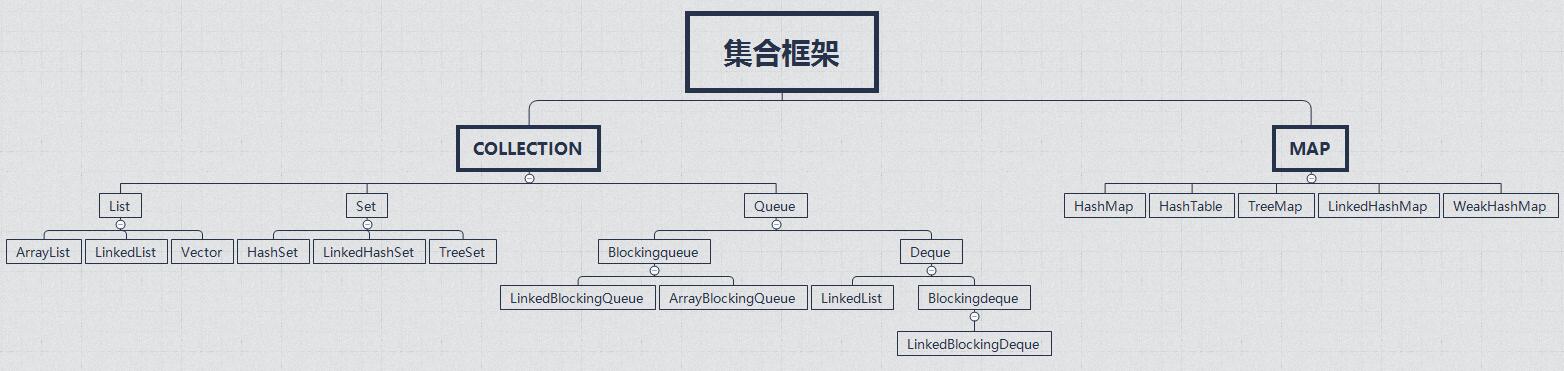 集合框架
COLLECTION
MAP
List
Set
Queue
HashMap
HashTable
TreeMap
LinkedHashMap
WeakHashMap
ArrayList
LinkedList
Vector
HashSet
LinkedHashSet
TreeSet
Blockingqueue
Deque
LinkedBlockingQueue
ArrayBlockingQueue
LinkedList
Blockingdeque
LinkedBlockingDeque